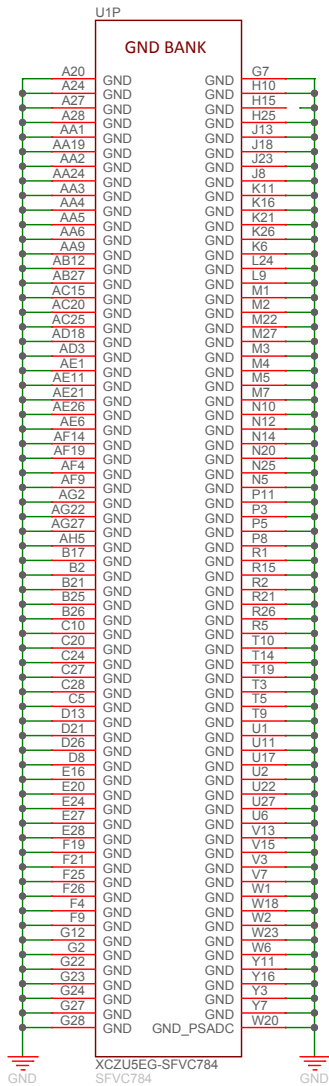 U1P
GND BANK
A20 GND GND G7
A24 GND GND H10
A27 GND GND H15
A28 GND GND H25
AA1 GND GND J13
AA19 GND GND J18
AA2 GND GND J23
AA24 GND GND J8
AA3 GND GND K11
AA4 GND GND K16
AA5 GND GND K21
AA6 GND GND K26
AA9 GND GND K6
AB12 GND GND L24
AB27 GND GND L9
AC15 GND GND M1
AC20 GND GND M2
AC25 GND GND M22
AD18 GND GND M27
AD3 GND GND M3
AE1 GND GND M4
AE11 GND GND M5
AE21 GND GND M7
AE26 GND GND N10
AE6 GND GND N12
AF14 GND GND N14
AF19 GND GND N20
AF4 GND GND N25
AF9 GND GND N5
AG2 GND GND P11
AG22 GND GND P3
AG27 GND GND P5
AH5 GND GND P8
B17 GND GND R1
B2 GND GND R15
B21 GND GND R2
B25 GND GND R21
B26 GND GND R26
C10 GND GND R5
C20 GND GND T10
C24 GND GND T14
C27 GND GND T19
C28 GND GND T3
C5 GND GND T5
D13 GND GND T9
D21 GND GND U1
D26 GND GND U11
D8 GND GND U17
E16 GND GND U2
E20 GND GND U22
E24 GND GND U27
E27 GND GND U6
E28 GND GND V13
F19 GND GND V15
F21 GND GND V3
F25 GND GND V7
F26 GND GND W1
F4 GND GND W18
F9 GND GND W2
G12 GND GND W23
G2 GND GND W6
G22 GND GND Y11
G23 GND GND Y16
G24 GND GND Y3
G27 GND GND Y7
G28 GND GND_PSADC W20
XCZU5EG-SFVC784
GND SFVC784 GND